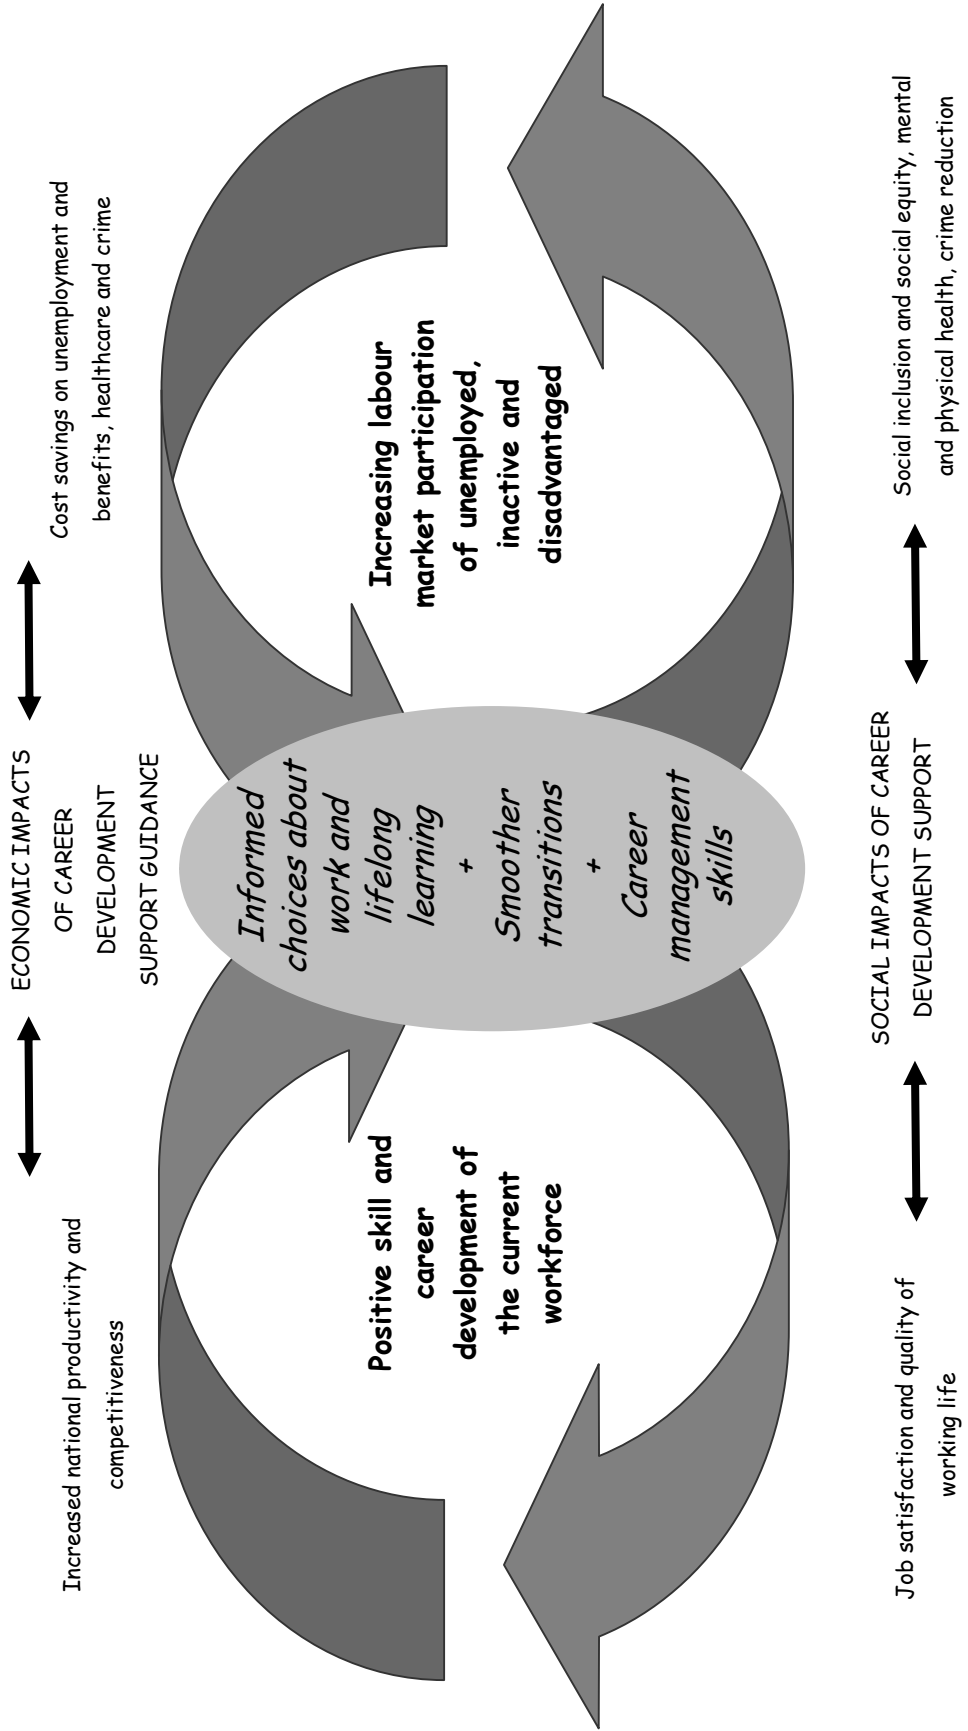 Increased national productivity and
competitiveness
ECONOMIC IMPACTS
OF CAREER
DEVELOPMENT
SUPPORT GUIDANCE
Cost savings on unemployment and
benefits, healthcare and crime
Positive skill and
career
development of
the current
workforce
Informed
choices about
work and
lifelong
learning
+
Smoother
transitions
+
Career
management
skills
Increasing labour
market participation
of unemployed,
inactive and
disadvantaged
Job satisfaction and quality of
working life
SOCIAL IMPACTS OF CAREER
DEVELOPMENT SUPPORT
Social inclusion and social equity, mental
and physical health, crime reduction